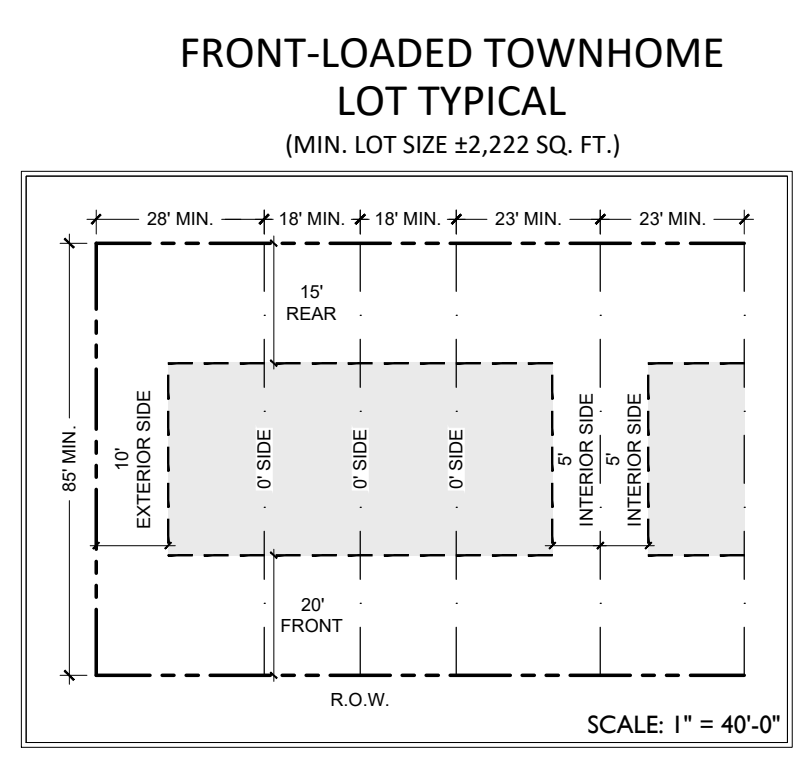 FRONT-LOADED TOWNHOME
LOT TYPICAL
(MIN. LOT SIZE ±2,222 SQ. FT.)
28' MIN.
18' MIN.
18' MIN.
23' MIN.
23' MIN.
15'
REAR
85' MIN.
10'
EXTERIOR SIDE
0' SIDE
0' SIDE
0' SIDE
5'
INTERIOR SIDE
5'
INTERIOR SIDE
20'
FRONT
R.O.W.
SCALE: 1" = 40'-0"